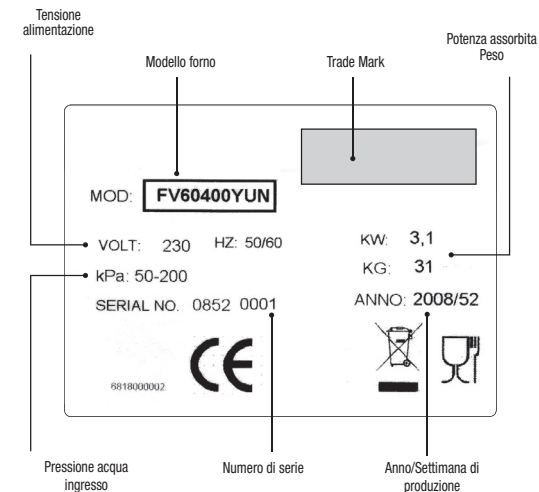 Tensione
alimentazione
Potenza assorbita
Peso
Modello forno
Trade Mark
MOD: FV60400YUN
VOLT: 230 HZ: 50/60
KW: 3,1
kPa: 50-200
KG: 31
SERIAL NO. 0852 0001
ANNO: 2008/52
CE
6818000002
Pressione acqua
ingresso
Numero di serie
Anno/Settimana di
produzione